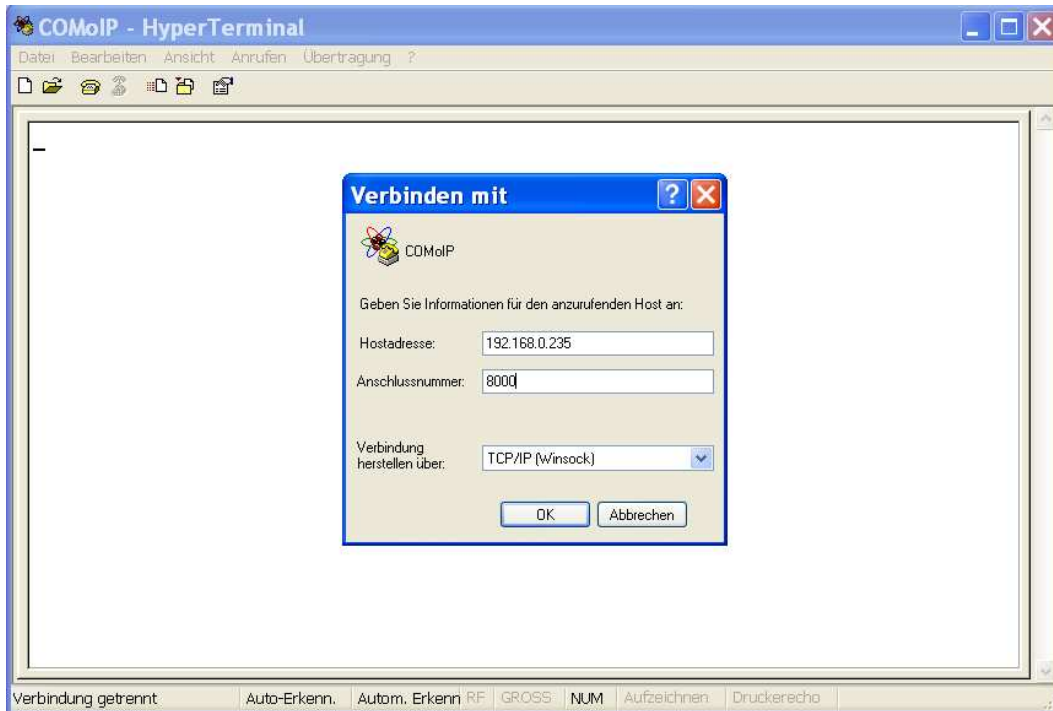 COMoIP - HyperTerminal
Datei Bearbeiten Ansicht Anrufen Übertragung ?
Verbinden mit
COMoIP
Geben Sie Informationen für den anzurufenden Host an:
Hostadresse: 192.168.0.235
Anschlussnummer: 8000
Verbindung
herstellen über: TCP/IP (Winsock)
OK Abbrechen
Verbindung getrennt Auto-Erkenn. Autom. Erkenn RF GROSS NUM Aufzeichnen Druckerecho